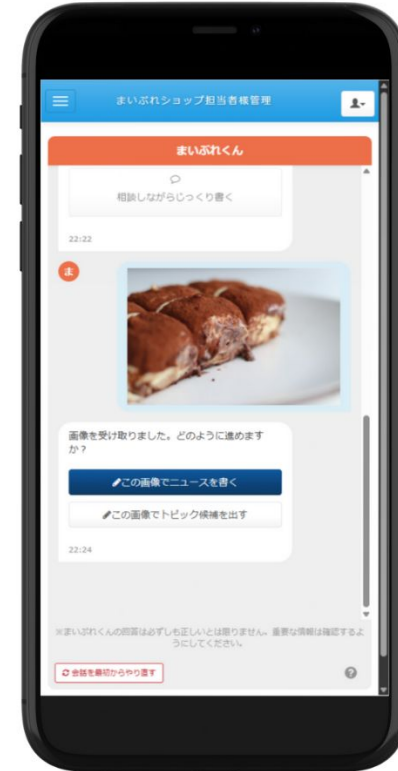 まいぷれショップ担当者様管理
まいぷれくん
相談しながらじっくり書く
22:22
ま
画像を受け取りました。どのように進めます
か？
この画像でニュースを書く
この画像でトピック候補を出す
22:24
※まいぷれくんの回答は必ずしも正しいとは限りません。重要な情報は確認するよ
うにしてください。
会話を最初からやり直す
?